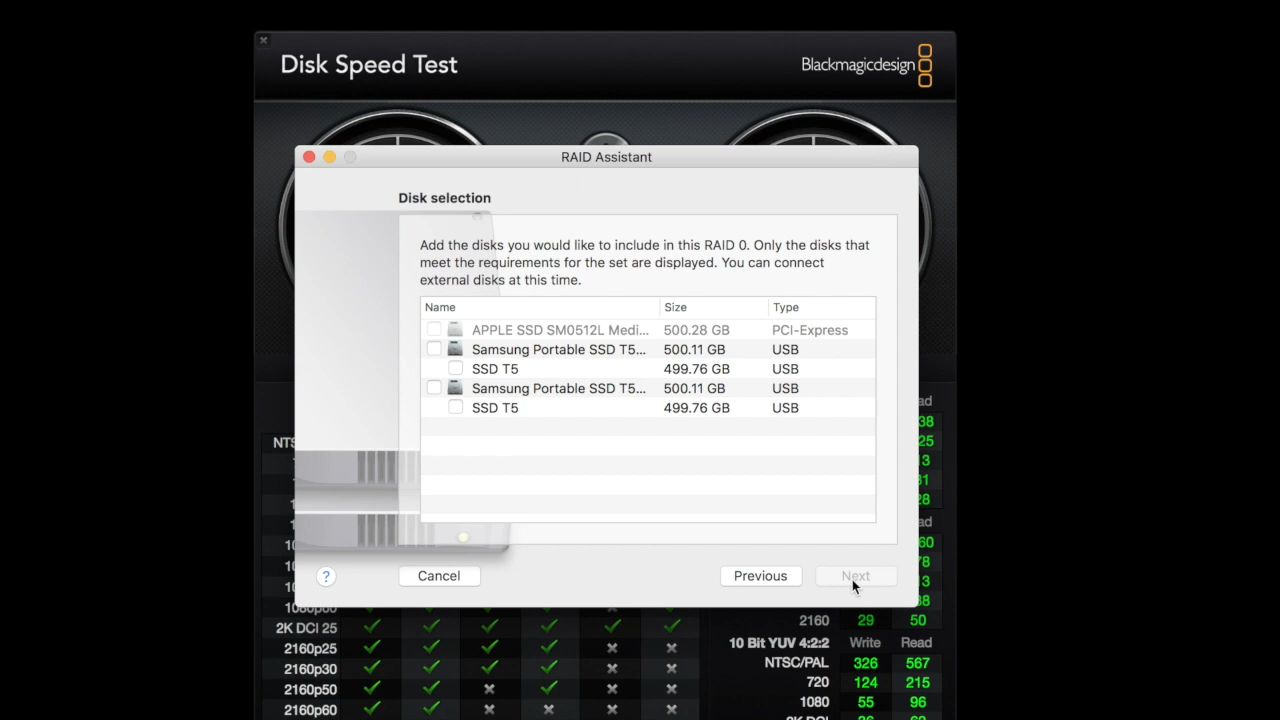 Disk Speed Test
Blackmagicdesign
RAID Assistant
Disk selection
Add the disks you would like to include in this RAID 0. Only the disks that
meet the requirements for the set are displayed. You can connect
external disks at this time.
Name Size Type
APPLE SSD SM0512L Medi... 500.28 GB PCI-Express
Samsung Portable SSD T5... 500.11 GB USB
SSD T5 499.76 GB USB
Samsung Portable SSD T5... 500.11 GB USB
SSD T5 499.76 GB USB
? Cancel Previous Next
1080p60
2K DCI 25
2160p25
2160p30
2160p50
2160p60
2160 29 50
10 Bit YUV 4:2:2 Write Read
NTSC/PAL 326 567
720 124 215
1080 55 96